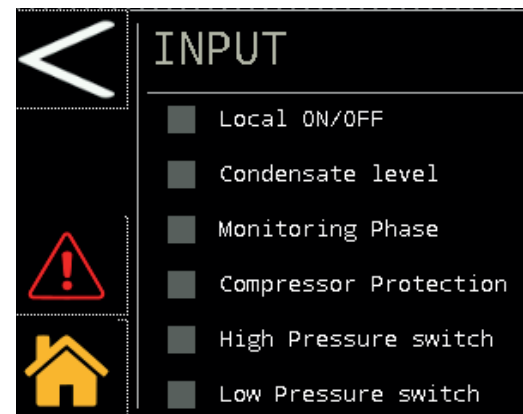 INPUT
Local ON/OFF
Condensate level
Monitoring Phase
Compressor Protection
High Pressure switch
Low Pressure switch